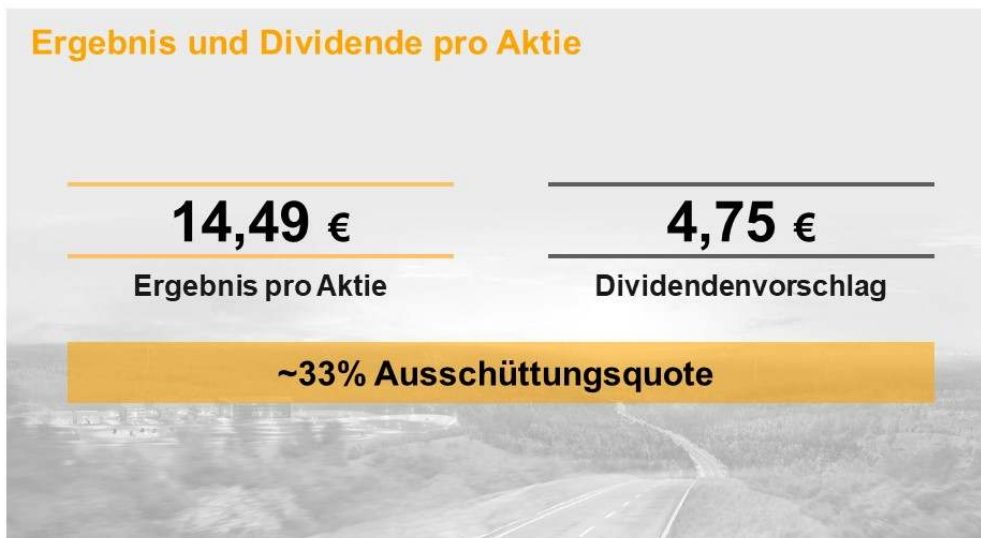 Ergebnis und Dividende pro Aktie
14,49 €
4,75 €
Ergebnis pro Aktie
Dividendenvorschlag
~33% Ausschüttungsquote